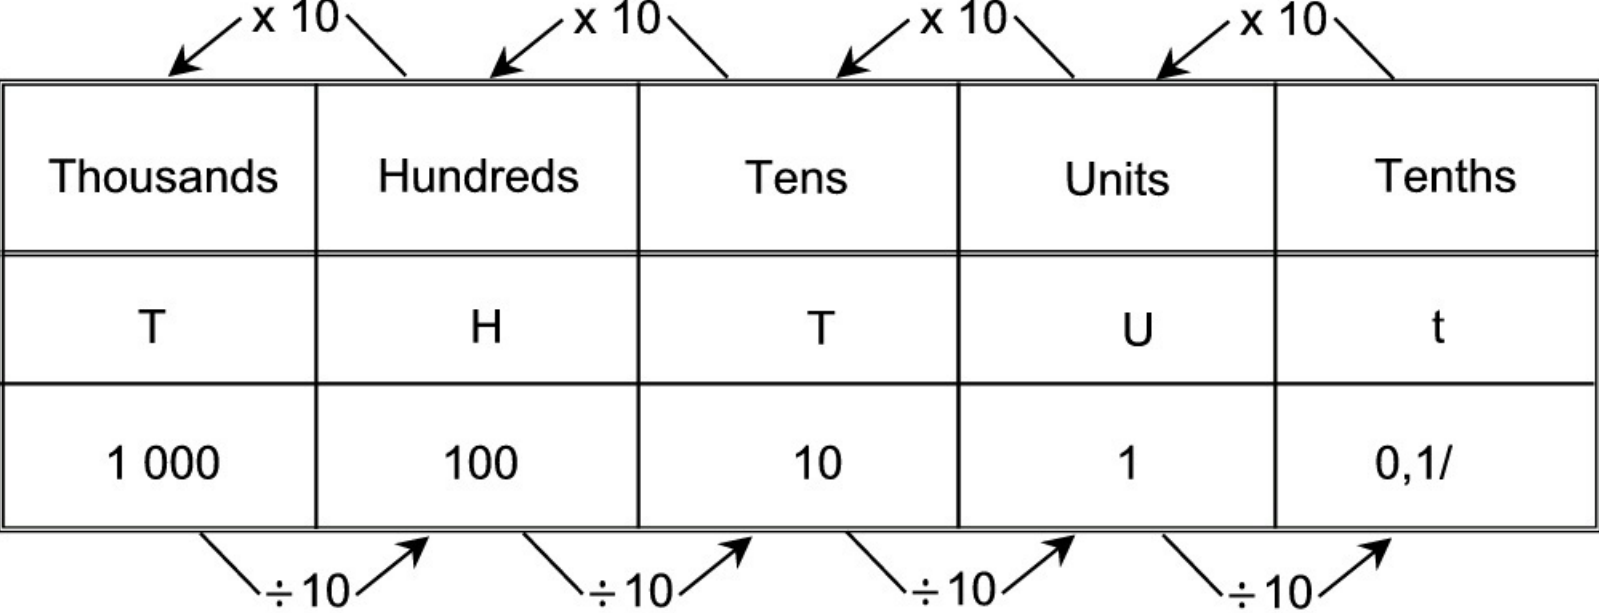 x 10 x 10 x 10 x 10
Thousands Hundreds Tens Units Tenths
T H T U t
1 000 100 10 1 0,1/
÷10 ÷10 ÷10 ÷10